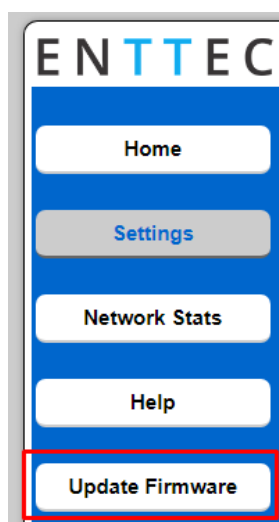 ENTTEC
Home
Settings
Network Stats
Help
Update Firmware